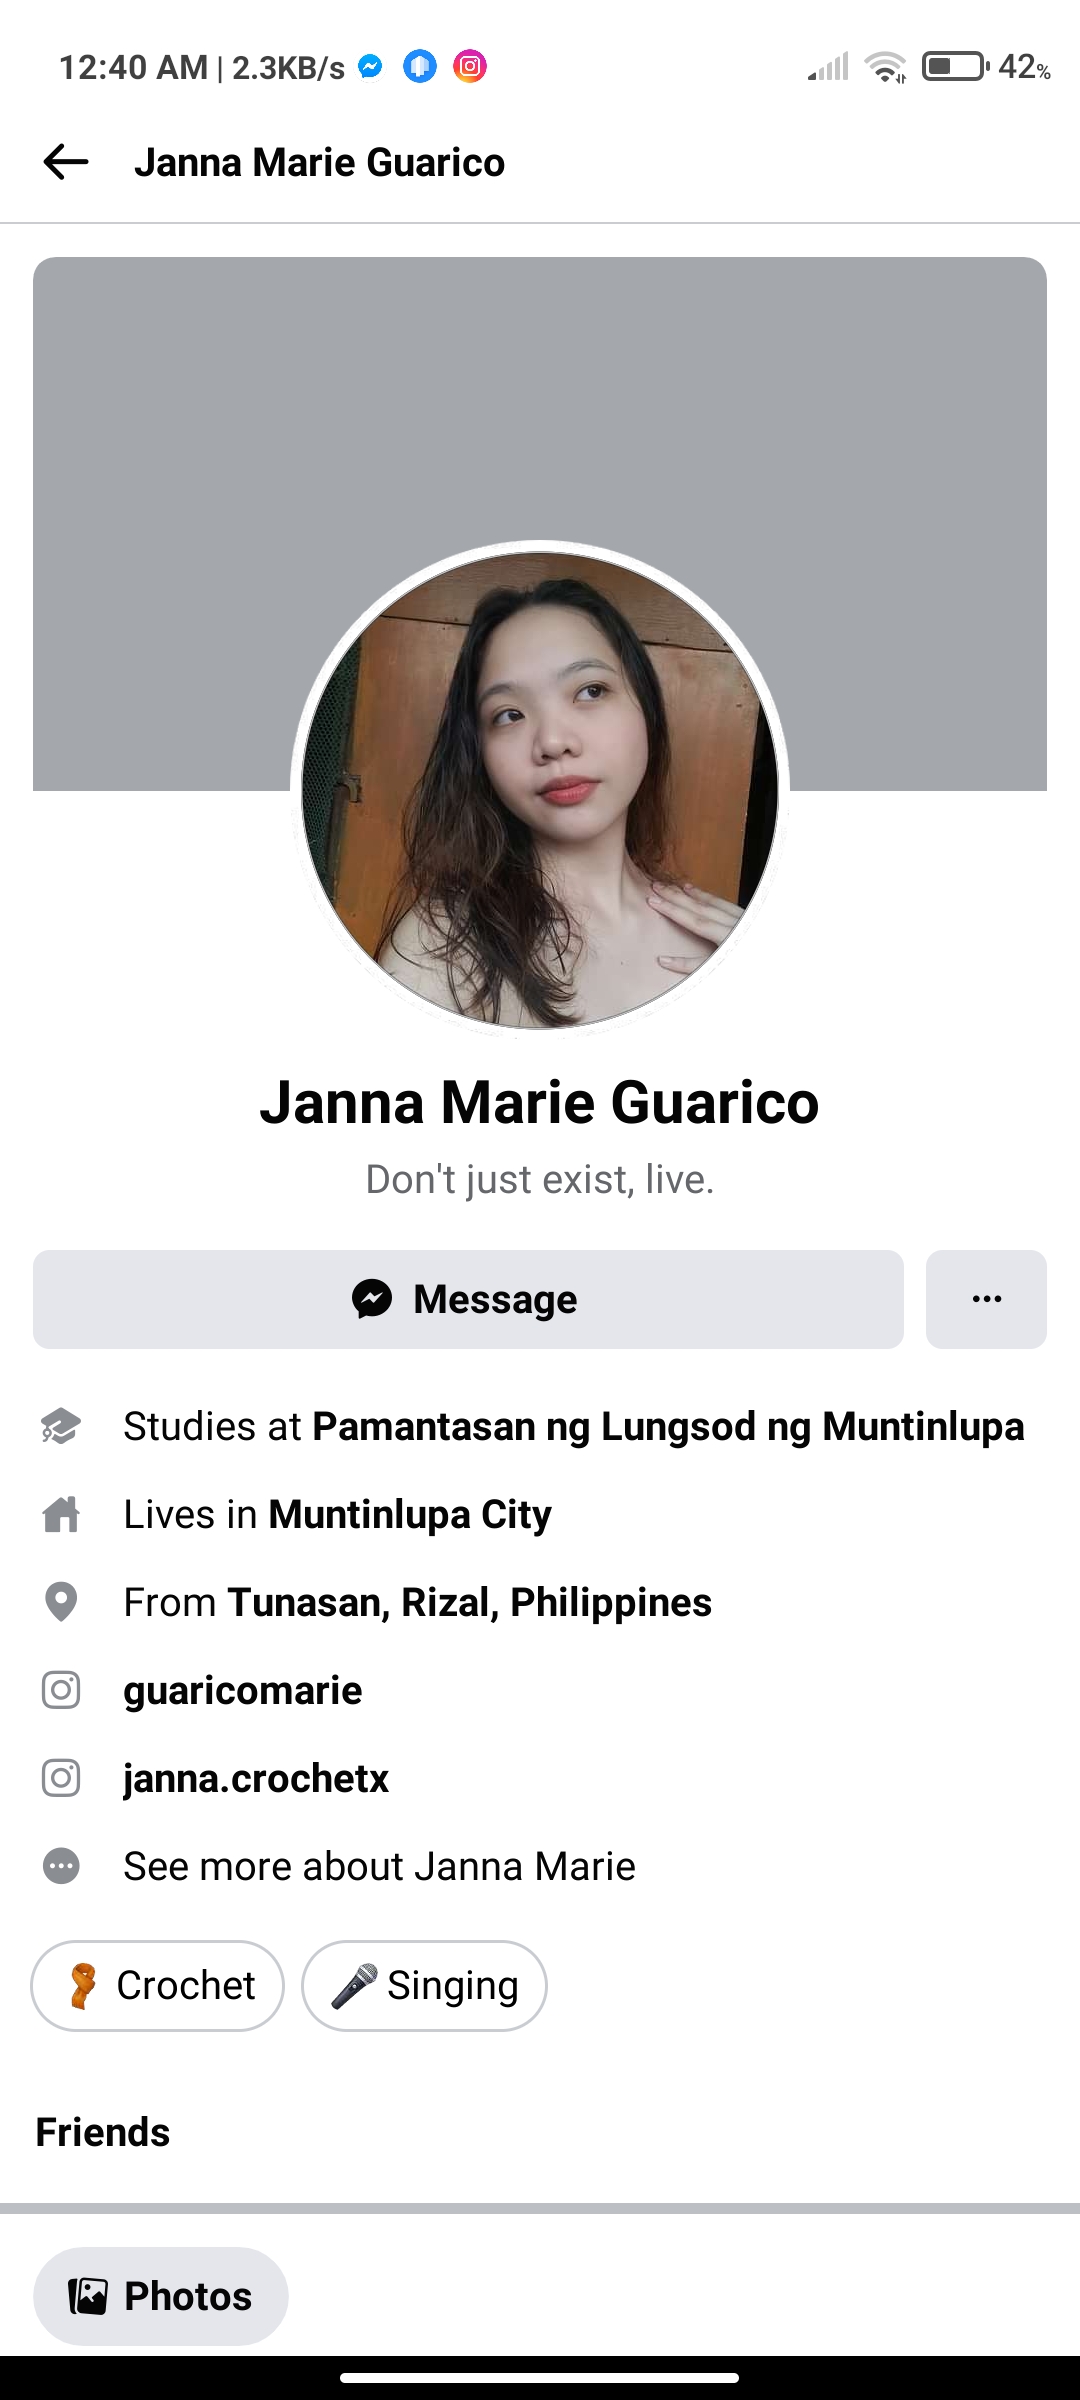 12:40 AM | 2.3KB/s 42%
Janna Marie Guarico
Janna Marie Guarico
Don't just exist, live.
Message
Studies at Pamantasan ng Lungsod ng Muntinlupa
Lives in Muntinlupa City
From Tunasan, Rizal, Philippines
guaricomarie
janna.crochetx
See more about Janna Marie
Crochet Singing
Friends
Photos